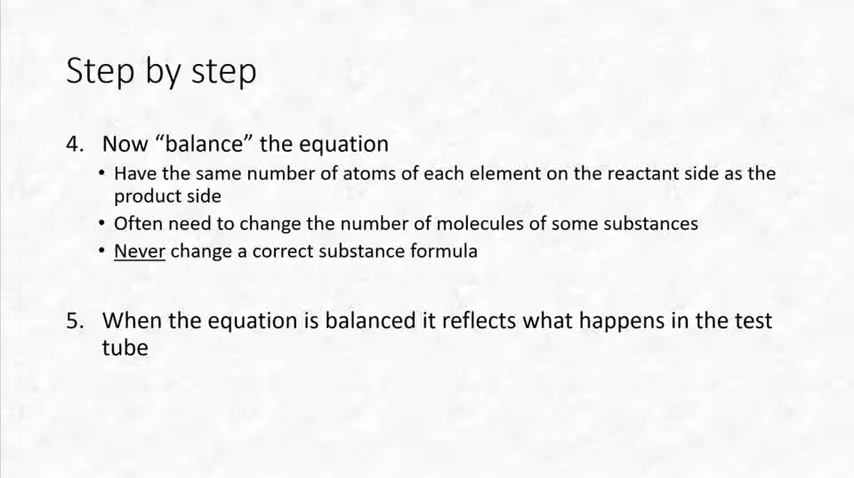 Step by step
4. Now “balance” the equation
• Have the same number of atoms of each element on the reactant side as the
product side
• Often need to change the number of molecules of some substances
• Never change a correct substance formula
5. When the equation is balanced it reflects what happens in the test
tube